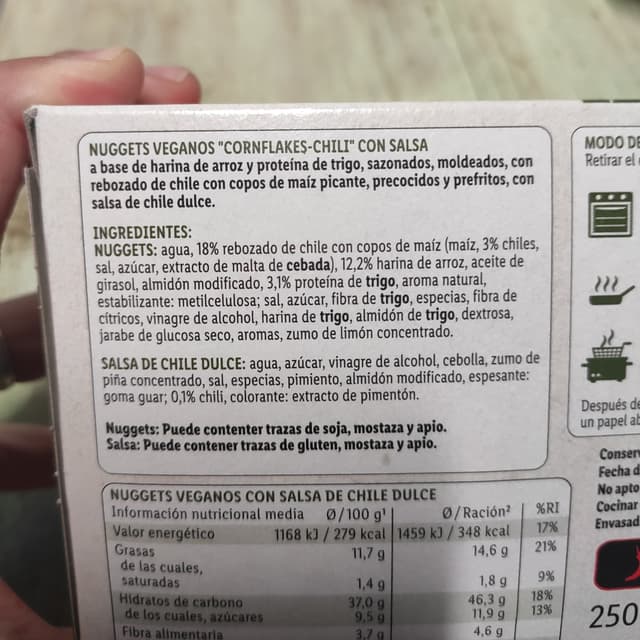 NUGGETS VEGANOS "CORNFLAKES-CHILI" CON SALSA
a base de harina de arroz y proteína de trigo, sazonados, moldeados, con
rebozado de chile con copos de maíz picante, precocidos y prefritos, con
salsa de chile dulce.
INGREDIENTES:
NUGGETS: agua, 18% rebozado de chile con copos de maíz (maíz, 3% chiles,
sal, azúcar, extracto de malta de cebada), 12,2% harina de arroz, aceite de
girasol, almidón modificado, 3,1% proteína de trigo, aroma natural,
estabilizante: metilcelulosa; sal, azúcar, fibra de trigo, especias, fibra de
cítricos, vinagre de alcohol, harina de trigo, almidón de trigo, dextrosa,
jarabe de glucosa seco, aromas, zumo de limón concentrado.
SALSA DE CHILE DULCE: agua, azúcar, vinagre de alcohol, cebolla, zumo de
piña concentrado, sal, especias, pimiento, almidón modificado, espesante:
goma guar; 0,1% chili, colorante: extracto de pimentón.
Nuggets: Puede contenter trazas de soja, mostaza y apio.
Salsa: Puede contener trazas de gluten, mostaza y apio.
NUGGETS VEGANOS CON SALSA DE CHILE DULCE
Información nutricional media Ø/100 g¹ Ø/Ración² %RI
Valor energético 1168 kJ / 279 kcal 1459 kJ / 348 kcal 17%
Grasas 11,7 g 14,6 g 21%
de las cuales,
saturadas 1,4 g 1,8 g 9%
Hidratos de carbono 37,0 g 46,3 g 18%
de los cuales, azúcares 9,5 g 11,9 g 13%
Fibra alimentaria 3,7 g 4,6 g
MODO DE
Retirar el
Después de
un papel ab
Conserv
Fecha d
No apto
Cocinar
Envasad
250